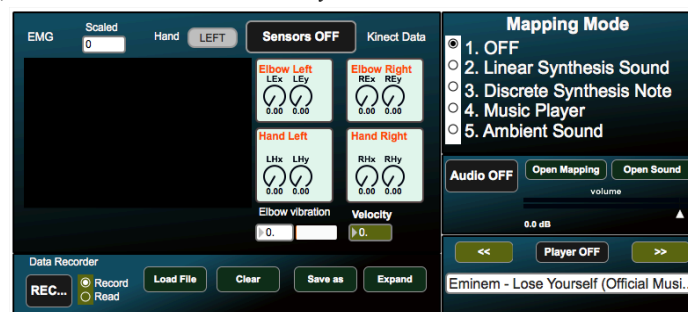 EMG
Scaled
0
Hand
LEFT
Sensors OFF
Kinect Data
Elbow Left
LEx LEy
0.00 0.00
Elbow Right
REx REy
0.00 0.00
Hand Left
LHx LHy
0.00 0.00
Hand Right
RHx RHy
0.00 0.00
Elbow vibration
0.
Velocity
0.
Data Recorder
REC...
Record
Read
Load File
Clear
Save as
Expand
Mapping Mode
1. OFF
2. Linear Synthesis Sound
3. Discrete Synthesis Note
4. Music Player
5. Ambient Sound
Audio OFF
Open Mapping
Open Sound
volume
0.0 dB
<<
Player OFF
>>
Eminem - Lose Yourself (Official Musi...